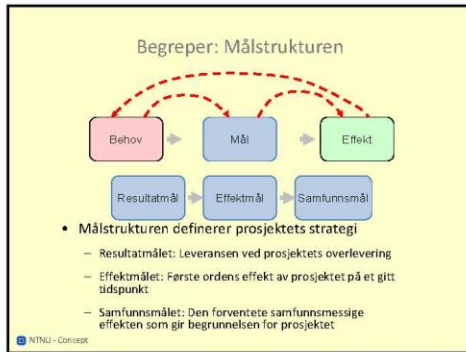 Begreper: Målstrukturen
Behov
Mål
Effekt
Resultatmål
Effektmål
Samfunnsmål
• Målstrukturen definerer prosjektets strategi
– Resultatmålet: Leveransen ved prosjektets overlevering
– Effektmålet: Første ordens effekt av prosjektet på et gitt
tidspunkt
– Samfunnsmålet: Den forventete samfunnsmessige
effekten som gir begrunnelsen for prosjektet
NTNU - Concept